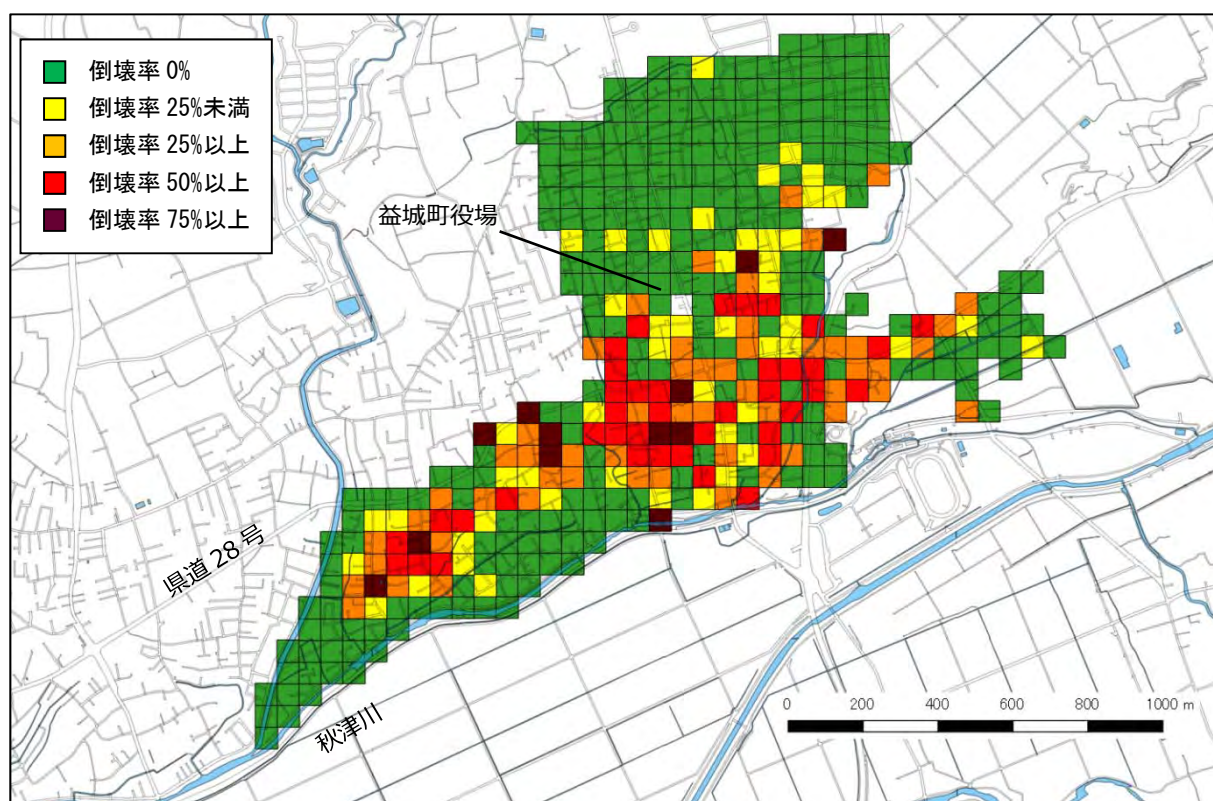 倒壊率 0%
倒壊率 25%未満
倒壊率 25%以上
倒壊率 50%以上
倒壊率 75%以上
益城町役場
県道 28 号
秋津川
0 200 400 600 800 1000 m